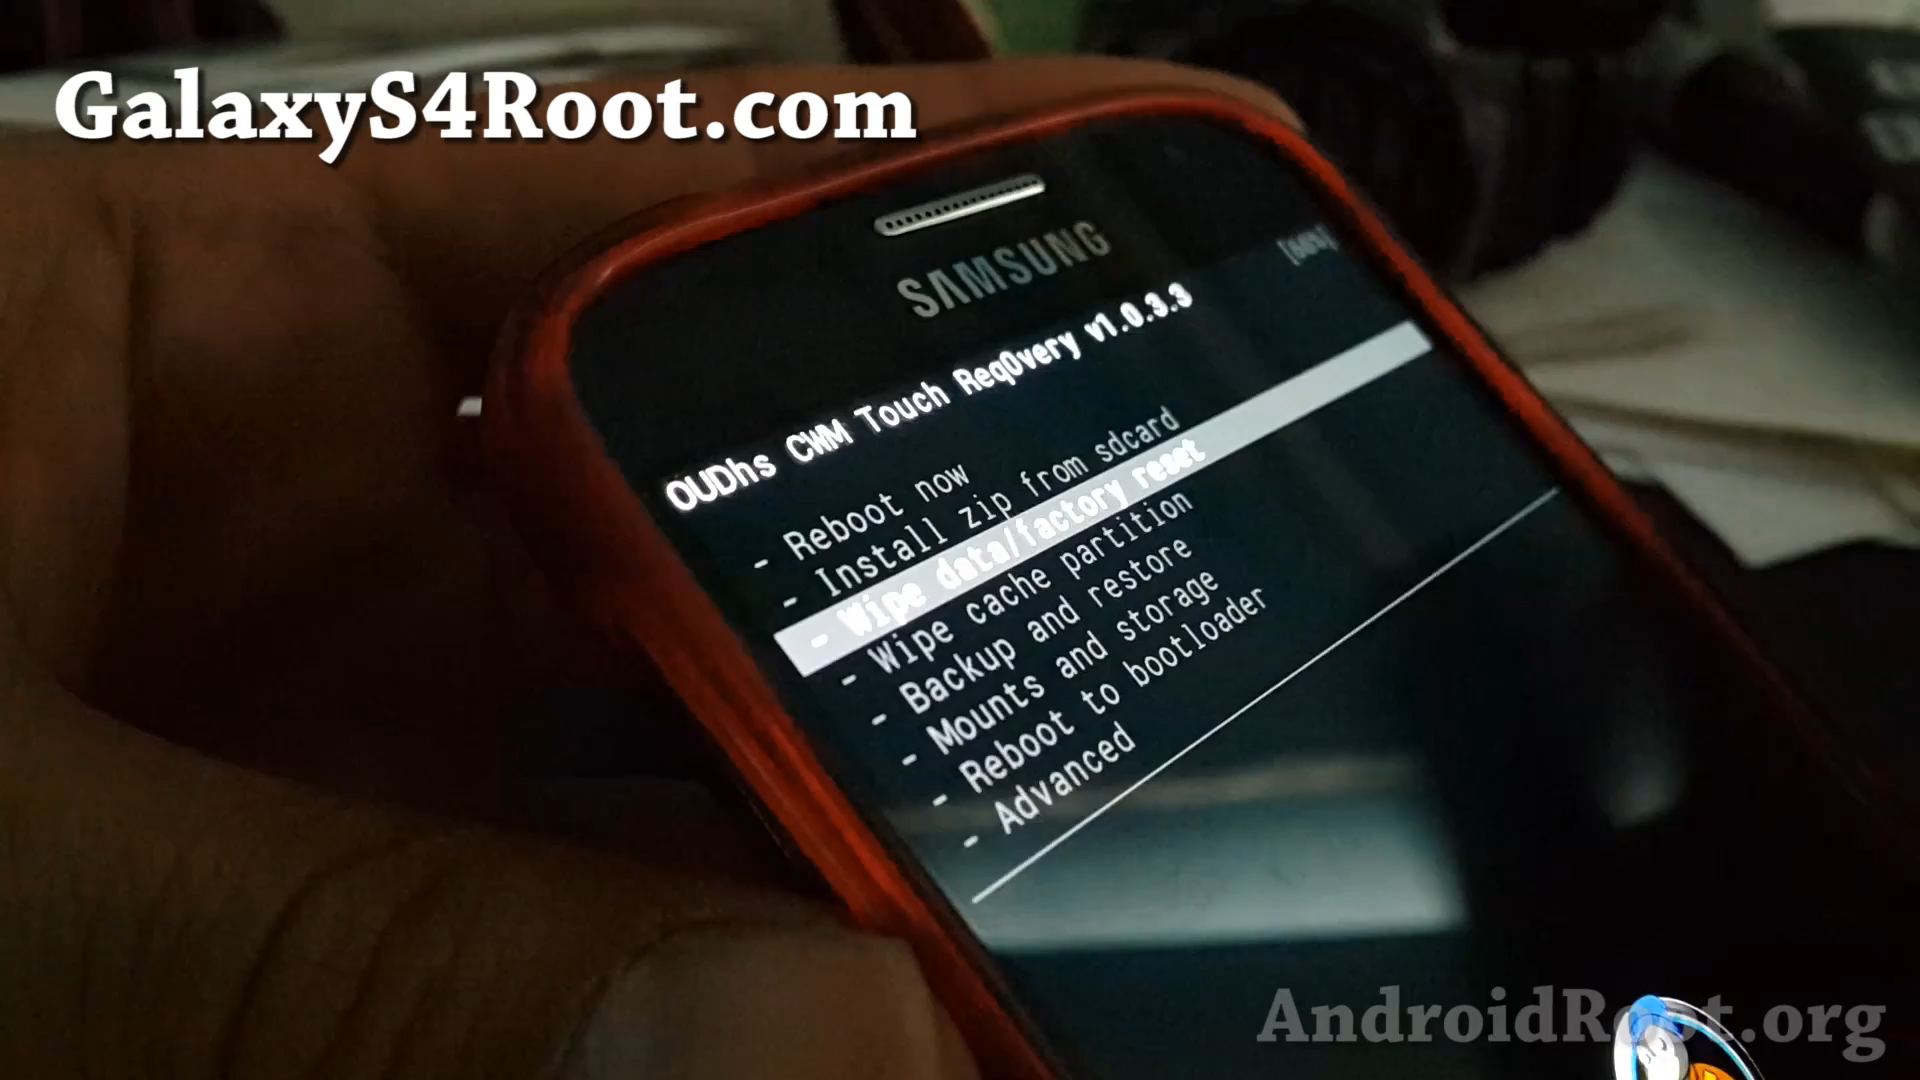 GalaxyS4Root.com
SAMSUNG
OUDhs CWM Touch ReqOvery v1.0.3.3
- Reboot now
- Install zip from sdcard
- Wipe data/factory reset
- Wipe cache partition
- Backup and restore
- Mounts and storage
- Reboot to bootloader
- Advanced
AndroidRoot.org